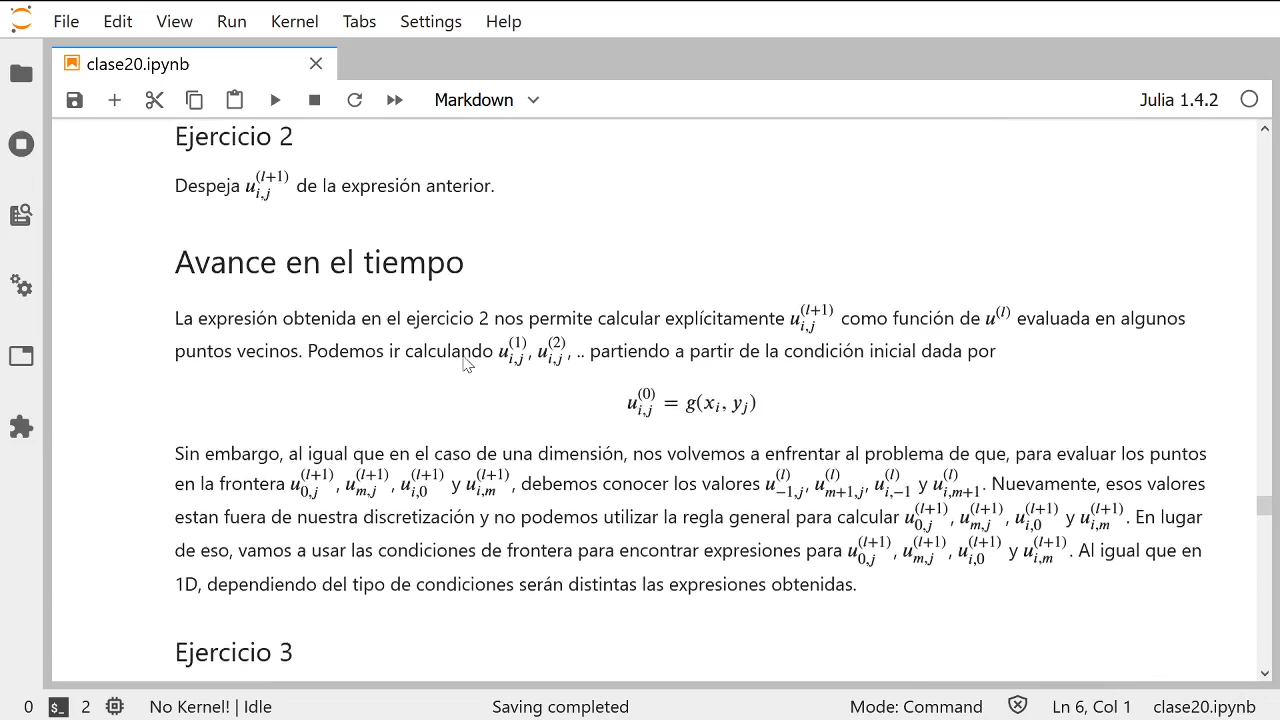 File Edit View Run Kernel Tabs Settings Help
clase20.ipynb
Markdown Julia 1.4.2
Ejercicio 2
Despeja $u_{i,j}^{(l+1)}$ de la expresión anterior.
Avance en el tiempo
La expresión obtenida en el ejercicio 2 nos permite calcular explícitamente $u_{i,j}^{(l+1)}$ como función de $u^{(l)}$ evaluada en algunos
puntos vecinos. Podemos ir calculando $u_{i,j}^{(1)}$, $u_{i,j}^{(2)}$, .. partiendo a partir de la condición inicial dada por
$u_{i,j}^{(0)} = g(x_i, y_j)$
Sin embargo, al igual que en el caso de una dimensión, nos volvemos a enfrentar al problema de que, para evaluar los puntos
en la frontera $u_{0,j}^{(l+1)}$, $u_{m,j}^{(l+1)}$, $u_{i,0}^{(l+1)}$ y $u_{i,m}^{(l+1)}$, debemos conocer los valores $u_{-1,j}^{(l)}$, $u_{m+1,j}^{(l)}$, $u_{i,-1}^{(l)}$ y $u_{i,m+1}^{(l)}$. Nuevamente, esos valores
estan fuera de nuestra discretización y no podemos utilizar la regla general para calcular $u_{0,j}^{(l+1)}$, $u_{m,j}^{(l+1)}$, $u_{i,0}^{(l+1)}$ y $u_{i,m}^{(l+1)}$. En lugar
de eso, vamos a usar las condiciones de frontera para encontrar expresiones para $u_{0,j}^{(l+1)}$, $u_{m,j}^{(l+1)}$, $u_{i,0}^{(l+1)}$ y $u_{i,m}^{(l+1)}$. Al igual que en
1D, dependiendo del tipo de condiciones serán distintas las expresiones obtenidas.
Ejercicio 3
0 $_ 2 No Kernel! | Idle Saving completed Mode: Command Ln 6, Col 1 clase20.ipynb